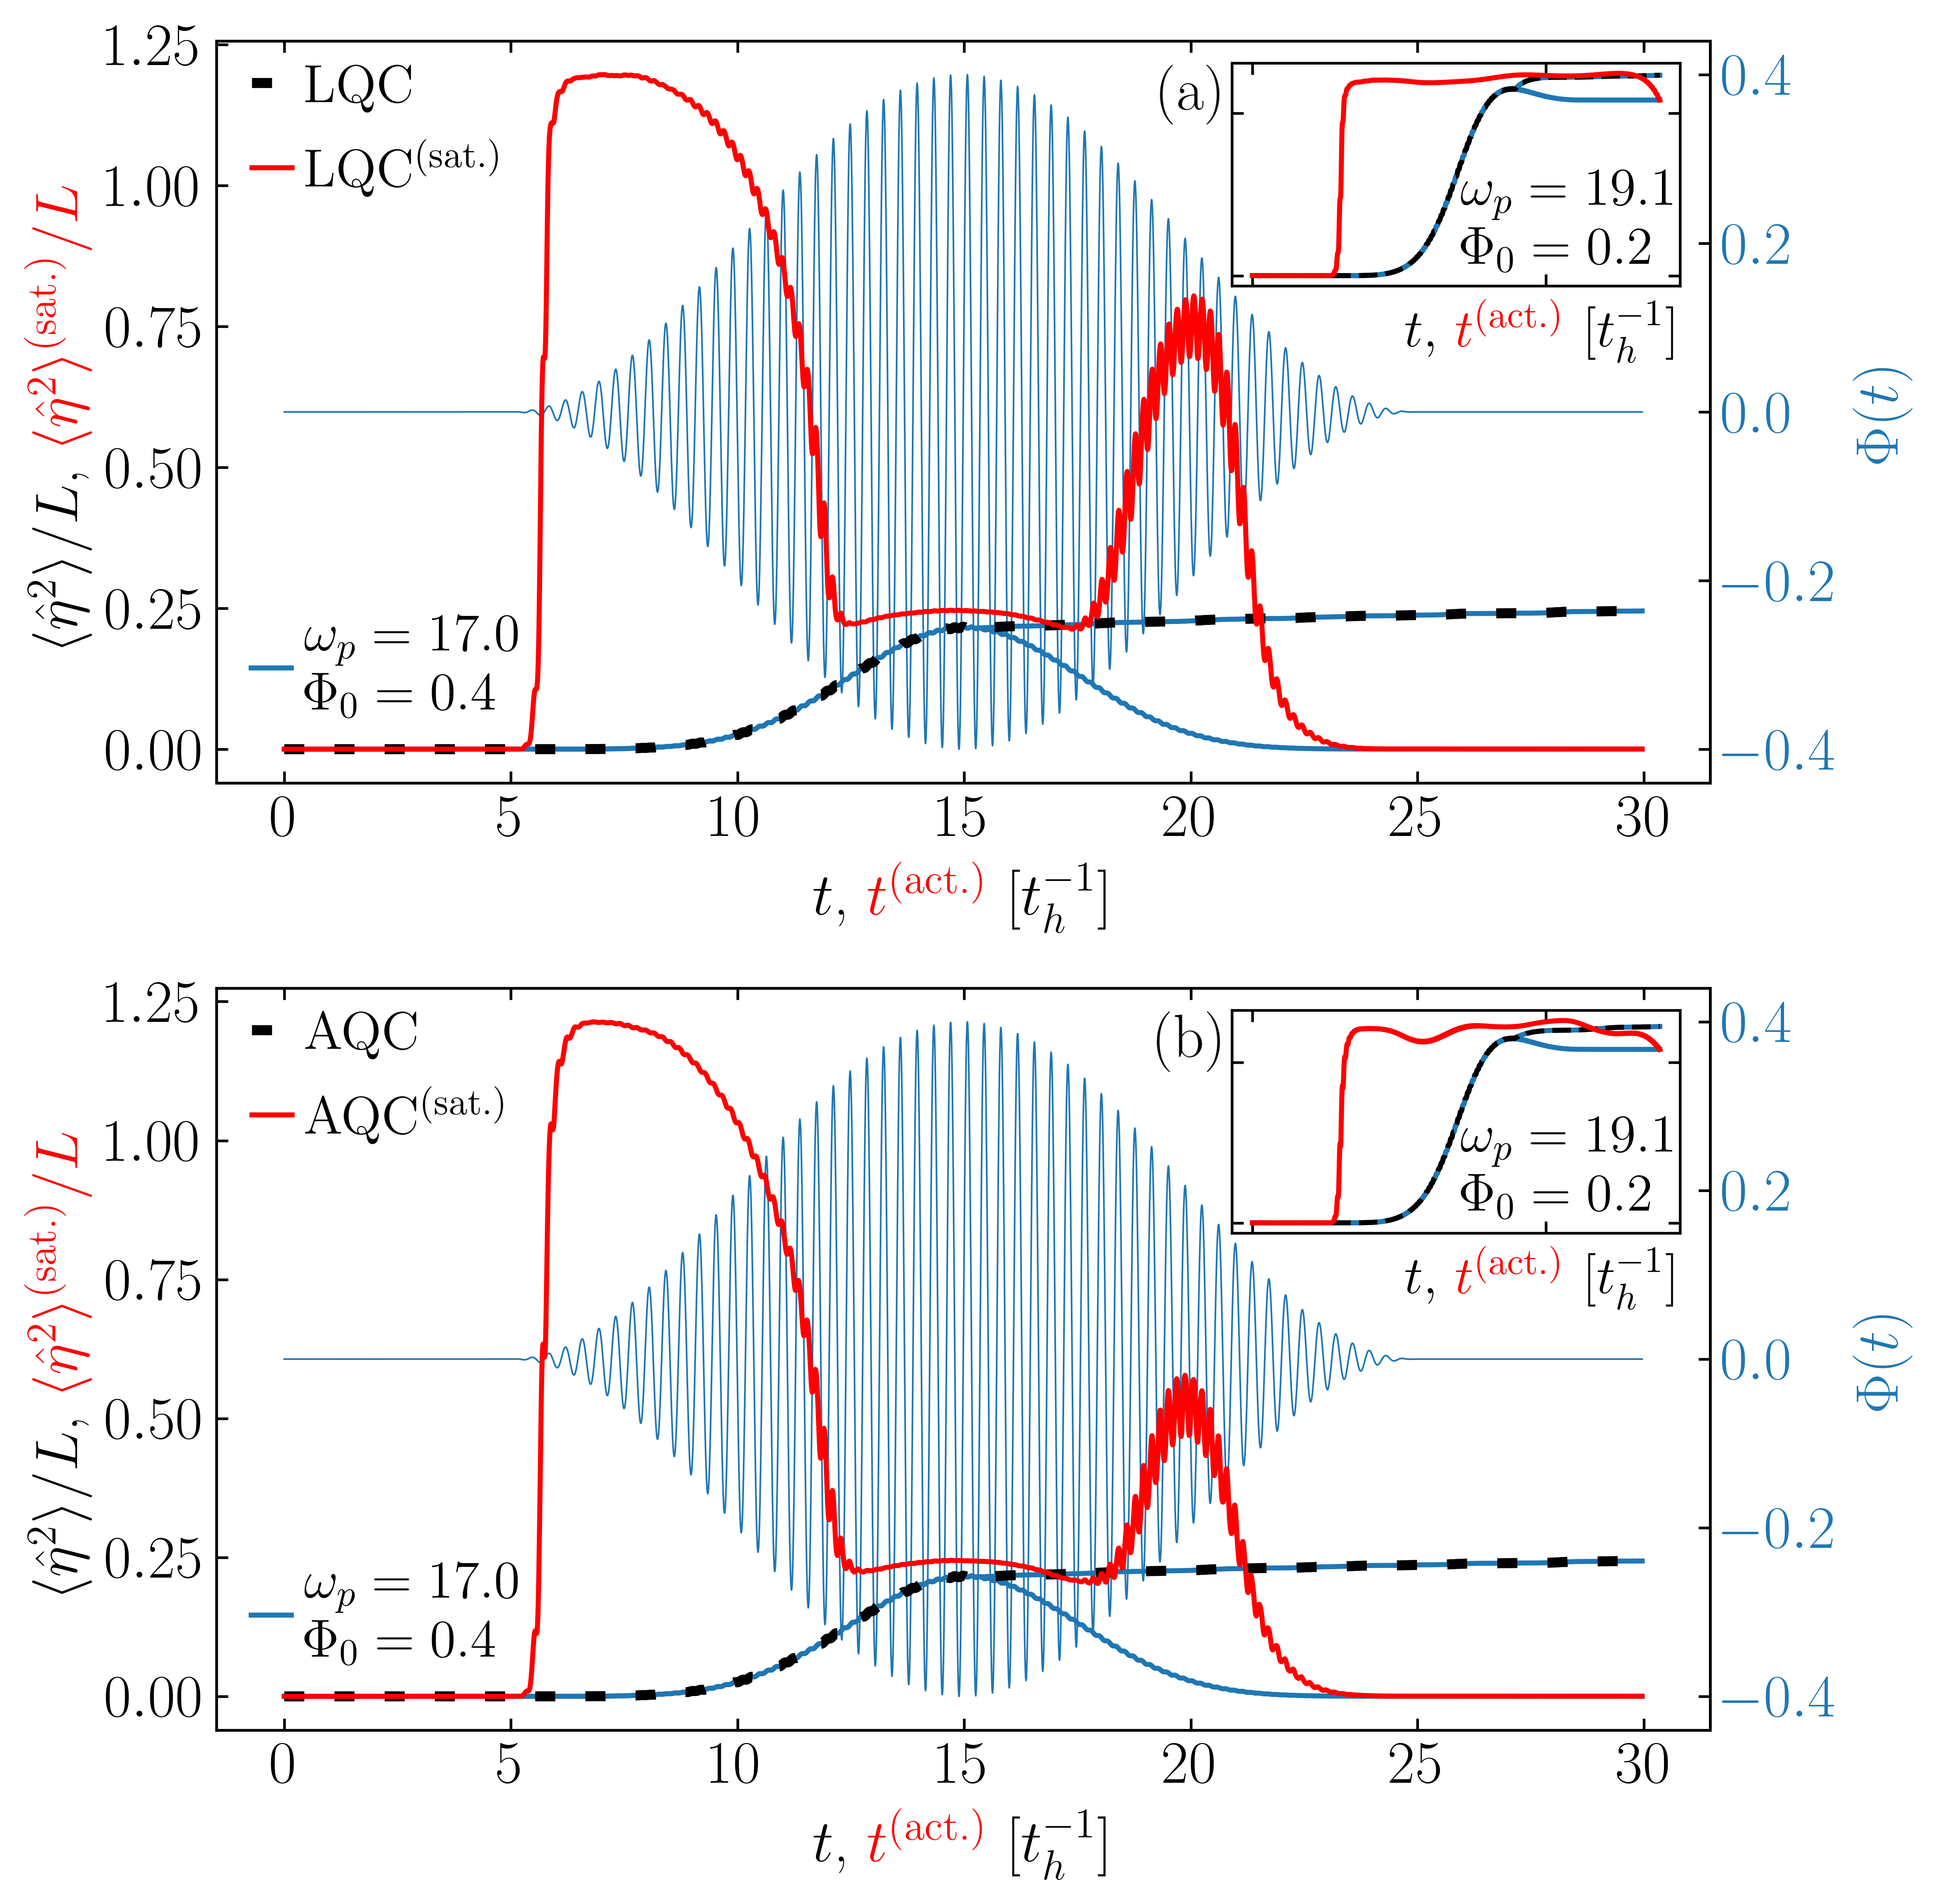 1.25
1.00
0.75
0.50
0.25
0.00
⟨η̂²⟩/L, ⟨η̂²⟩^(sat.)/L
LQC
LQC^(sat.)
ω_p = 17.0
Φ₀ = 0.4
(a)
ω_p = 19.1
Φ₀ = 0.2
t, t^(act.) [t_h^−1]
0.4
0.2
0.0
−0.2
−0.4
Φ(t)
0 5 10 15 20 25 30
t, t^(act.) [t_h^−1]
1.25
1.00
0.75
0.50
0.25
0.00
⟨η̂²⟩/L, ⟨η̂²⟩^(sat.)/L
AQC
AQC^(sat.)
ω_p = 17.0
Φ₀ = 0.4
(b)
ω_p = 19.1
Φ₀ = 0.2
t, t^(act.) [t_h^−1]
0.4
0.2
0.0
−0.2
−0.4
Φ(t)
0 5 10 15 20 25 30
t, t^(act.) [t_h^−1]